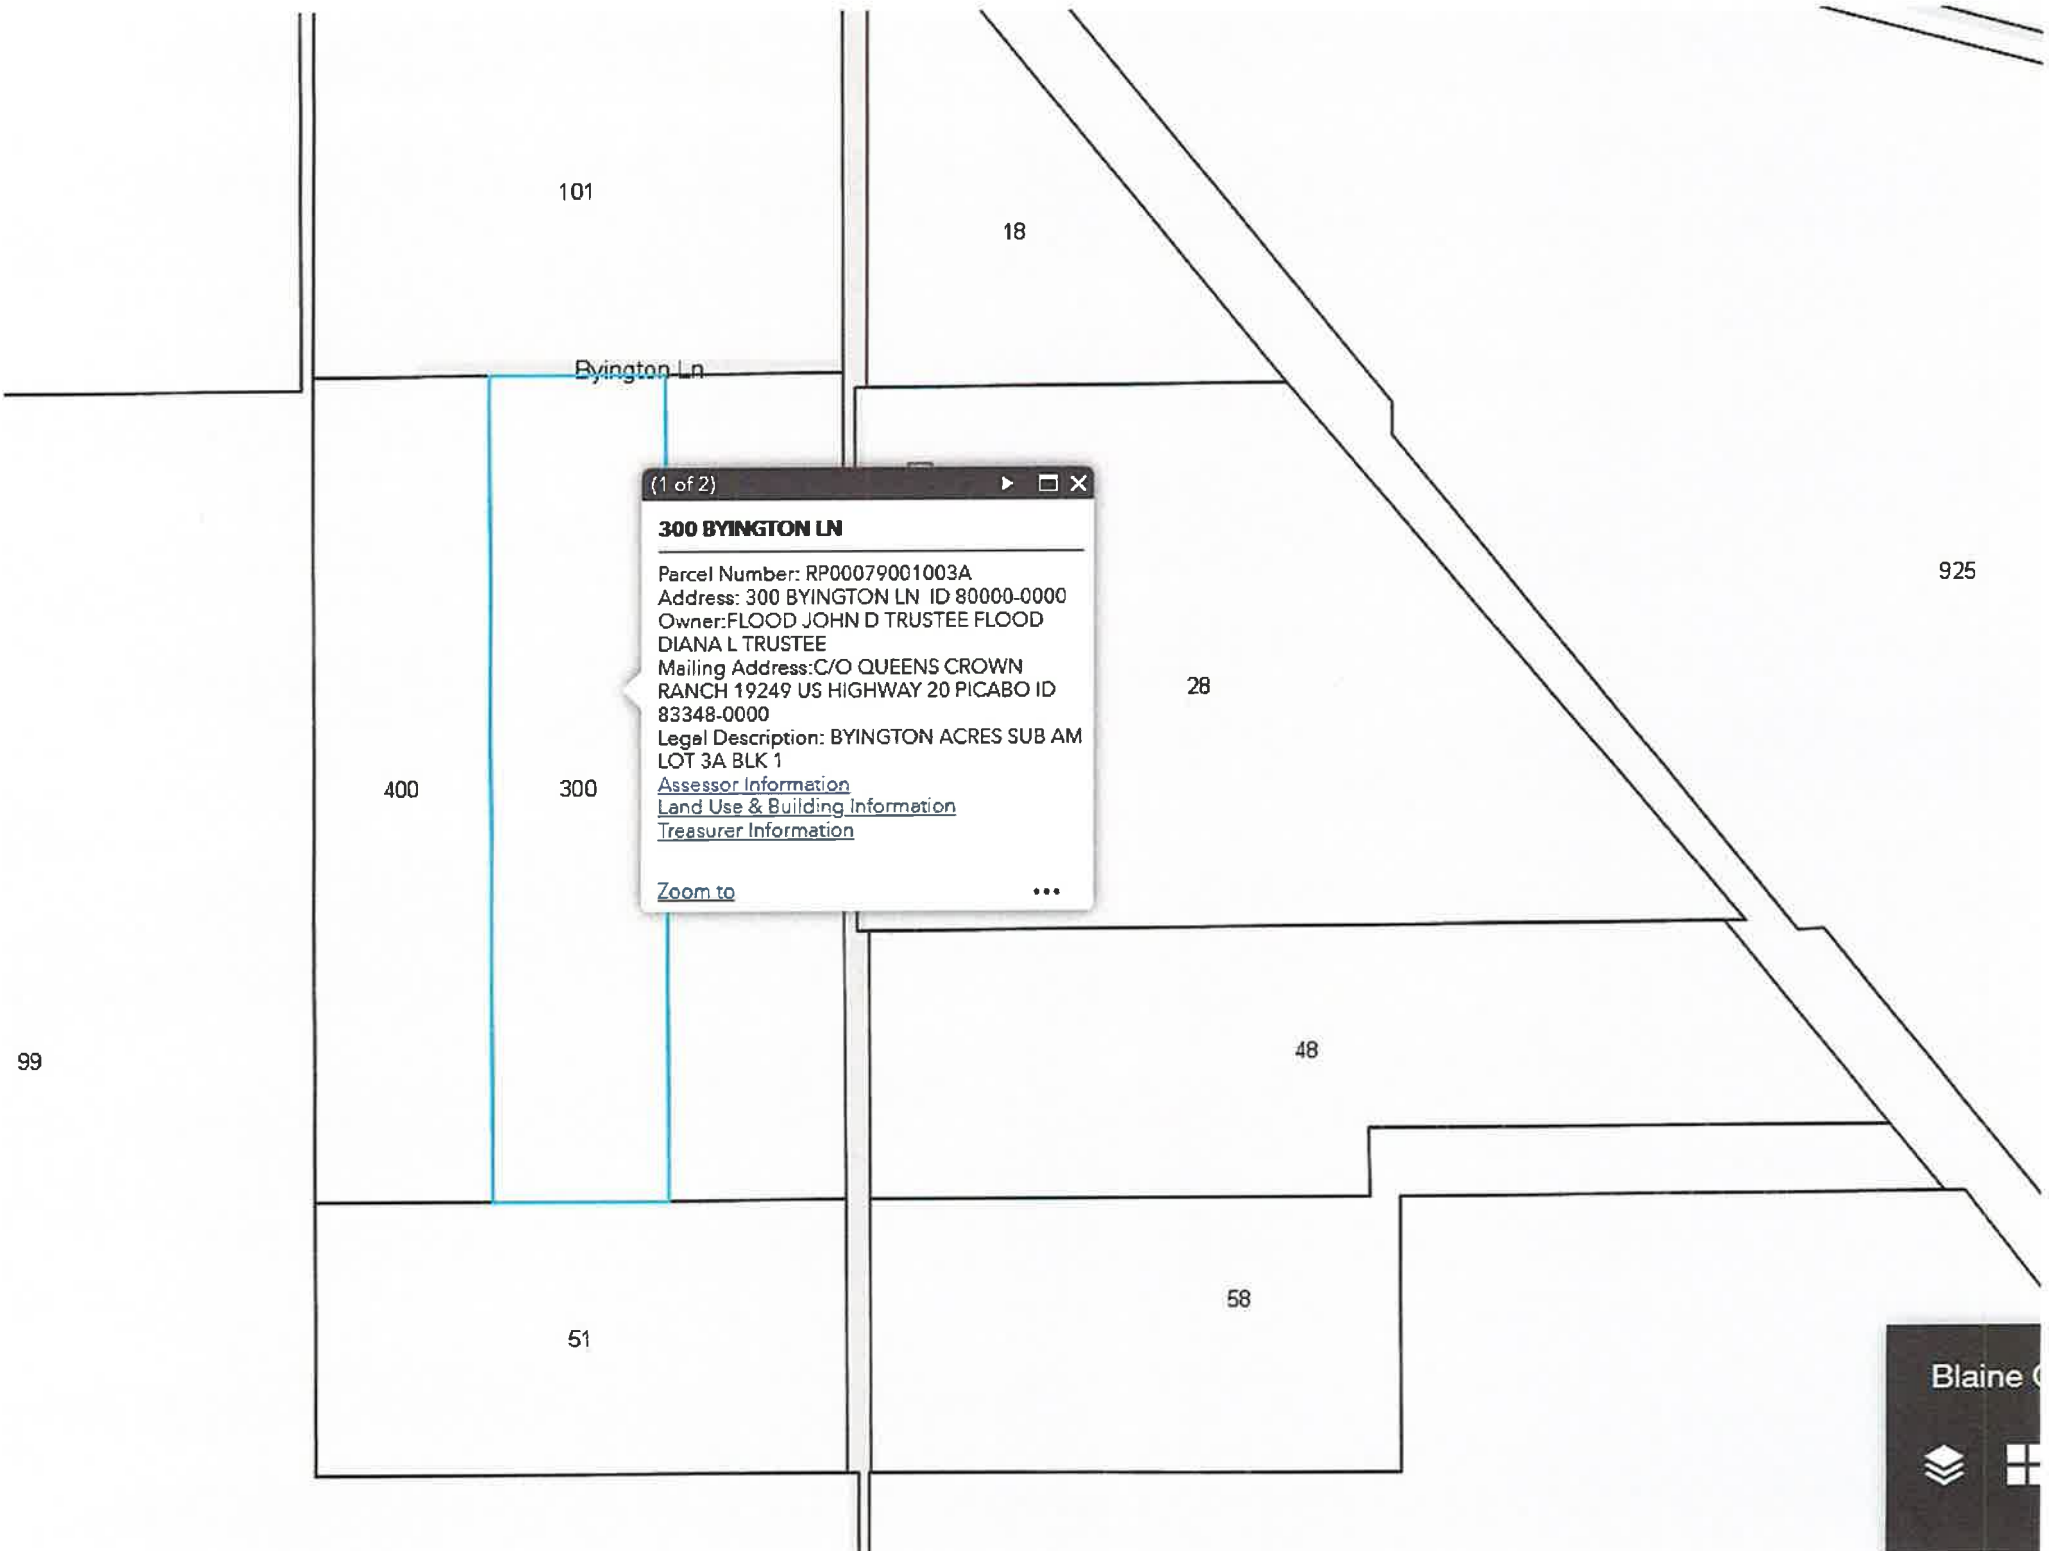 101
18
Byington Ln
(1 of 2)
300 BYINGTON LN
Parcel Number: RP00079001003A
Address: 300 BYINGTON LN ID 80000-0000
Owner:FLOOD JOHN D TRUSTEE FLOOD
DIANA L TRUSTEE
Mailing Address:C/O QUEENS CROWN
RANCH 19249 US HIGHWAY 20 PICABO ID
83348-0000
Legal Description: BYINGTON ACRES SUB AM
LOT 3A BLK 1
Assessor Information
Land Use & Building Information
Treasurer Information
Zoom to
925
28
400
300
99
48
58
51
Blaine